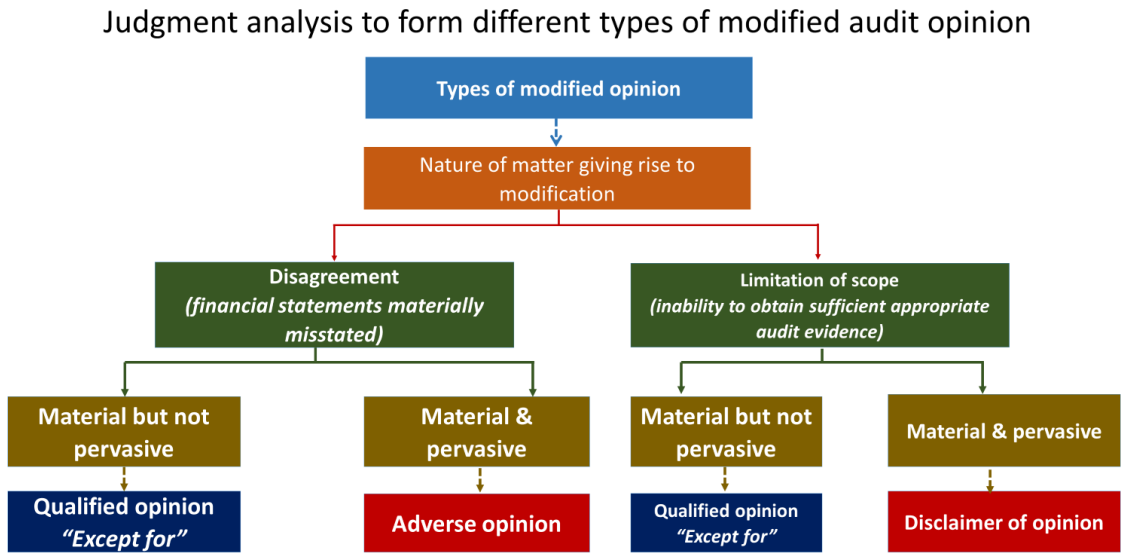 Judgment analysis to form different types of modified audit opinion
Types of modified opinion
Nature of matter giving rise to
modification
Disagreement
(financial statements materially
misstated)
Limitation of scope
(inability to obtain sufficient appropriate
audit evidence)
Material but not
pervasive
Material &
pervasive
Material but not
pervasive
Material & pervasive
Qualified opinion
“Except for”
Adverse opinion
Qualified opinion
“Except for”
Disclaimer of opinion